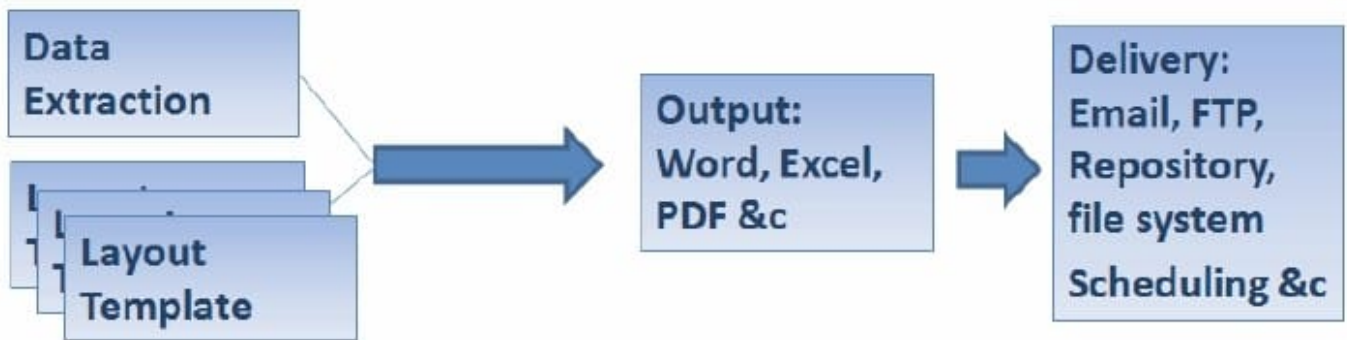 Data
Extraction
Layout
Template
Output:
Word, Excel,
PDF &c
Delivery:
Email, FTP,
Repository,
file system
Scheduling &c